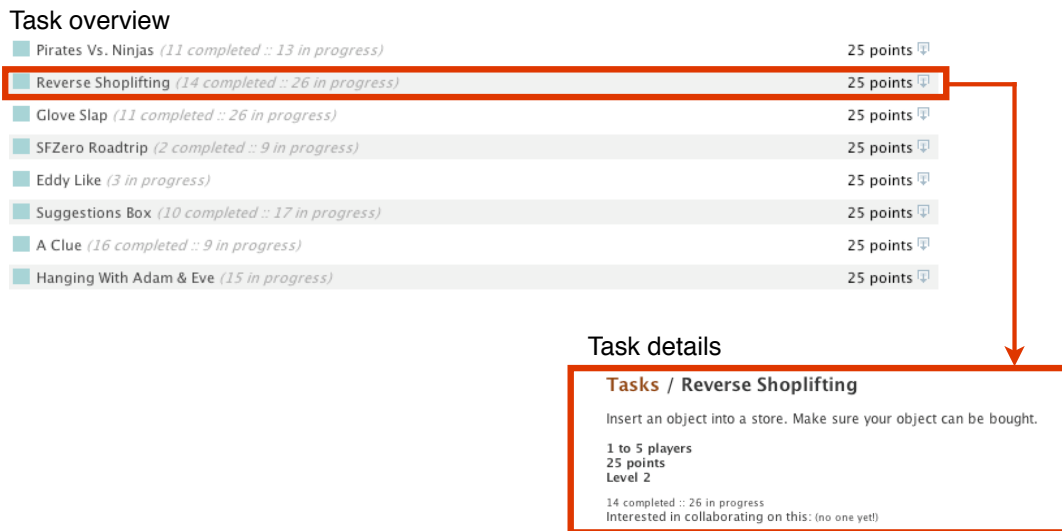 Task overview
Pirates Vs. Ninjas (11 completed :: 13 in progress) 25 points
Reverse Shoplifting (14 completed :: 26 in progress) 25 points
Glove Slap (11 completed :: 26 in progress) 25 points
SFZero Roadtrip (2 completed :: 9 in progress) 25 points
Eddy Like (3 in progress) 25 points
Suggestions Box (10 completed :: 17 in progress) 25 points
A Clue (16 completed :: 9 in progress) 25 points
Hanging With Adam & Eve (15 in progress) 25 points
Task details
Tasks / Reverse Shoplifting
Insert an object into a store. Make sure your object can be bought.
1 to 5 players
25 points
Level 2
14 completed :: 26 in progress
Interested in collaborating on this: (no one yet!)